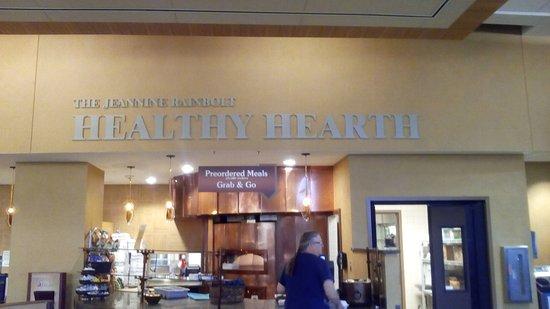 THE JEANNINE RAINBOLT
HEALTHY HEARTH
Preordered Meals
Grab & Go